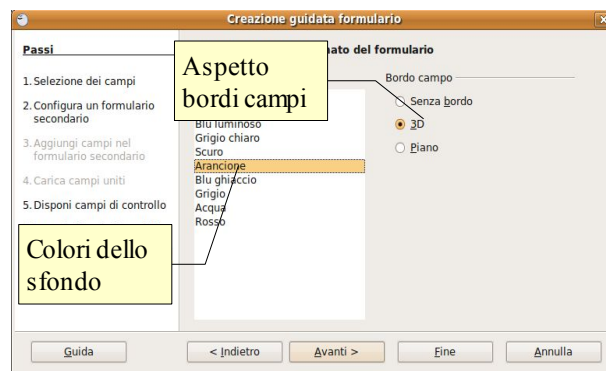 Creazione guidata formulario
Passi
1. Selezione dei campi
2. Configura un formulario
secondario
3. Aggiungi campi nel
formulario secondario
4. Carica campi uniti
5. Disponi campi di controllo
Aspetto
bordi campi
del formulario
Bordo campo
Senza bordo
3D
Piano
Blu luminoso
Grigio chiaro
Scuro
Arancione
Blu ghiaccio
Grigio
Acqua
Rosso
Colori dello
sfondo
Guida
< Indietro
Avanti >
Fine
Annulla